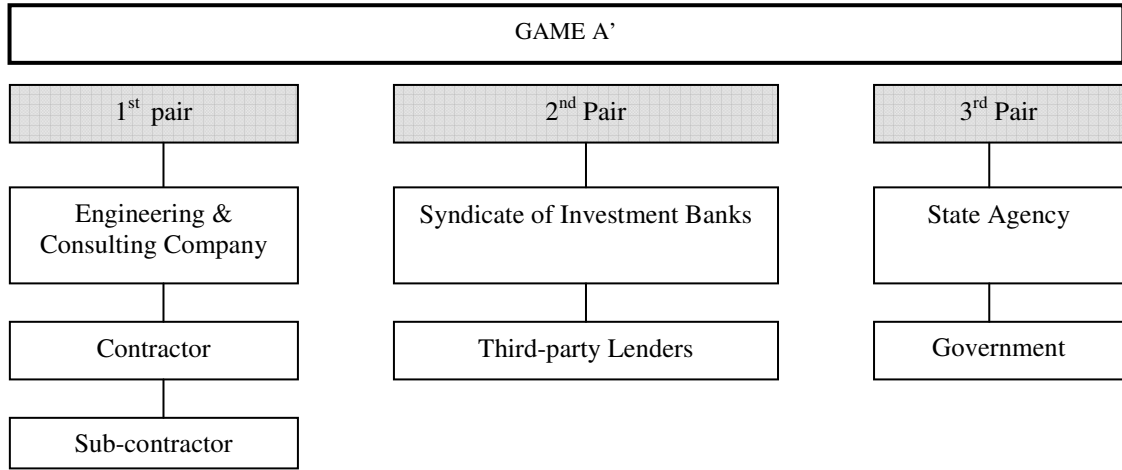 GAME A’
1st pair
2nd Pair
3rd Pair
Engineering &
Consulting Company
Syndicate of Investment Banks
State Agency
Contractor
Third-party Lenders
Government
Sub-contractor